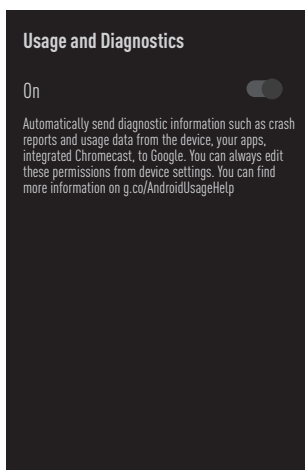 Usage and Diagnostics
On
Automatically send diagnostic information such as crash
reports and usage data from the device, your apps,
integrated Chromecast, to Google. You can always edit
these permissions from device settings. You can find
more information on g.co/AndroidUsageHelp